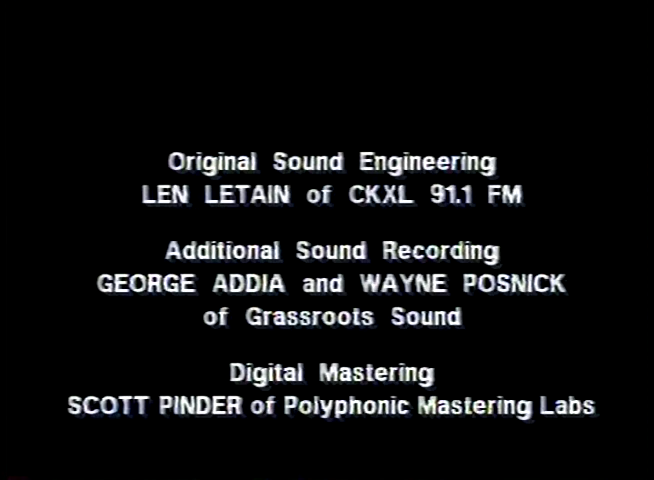 Original Sound Engineering
LEN LETAIN of CKXL 91.1 FM
Additional Sound Recording
GEORGE ADDIA and WAYNE POSNICK
of Grassroots Sound
Digital Mastering
SCOTT PINDER of Polyphonic Mastering Labs